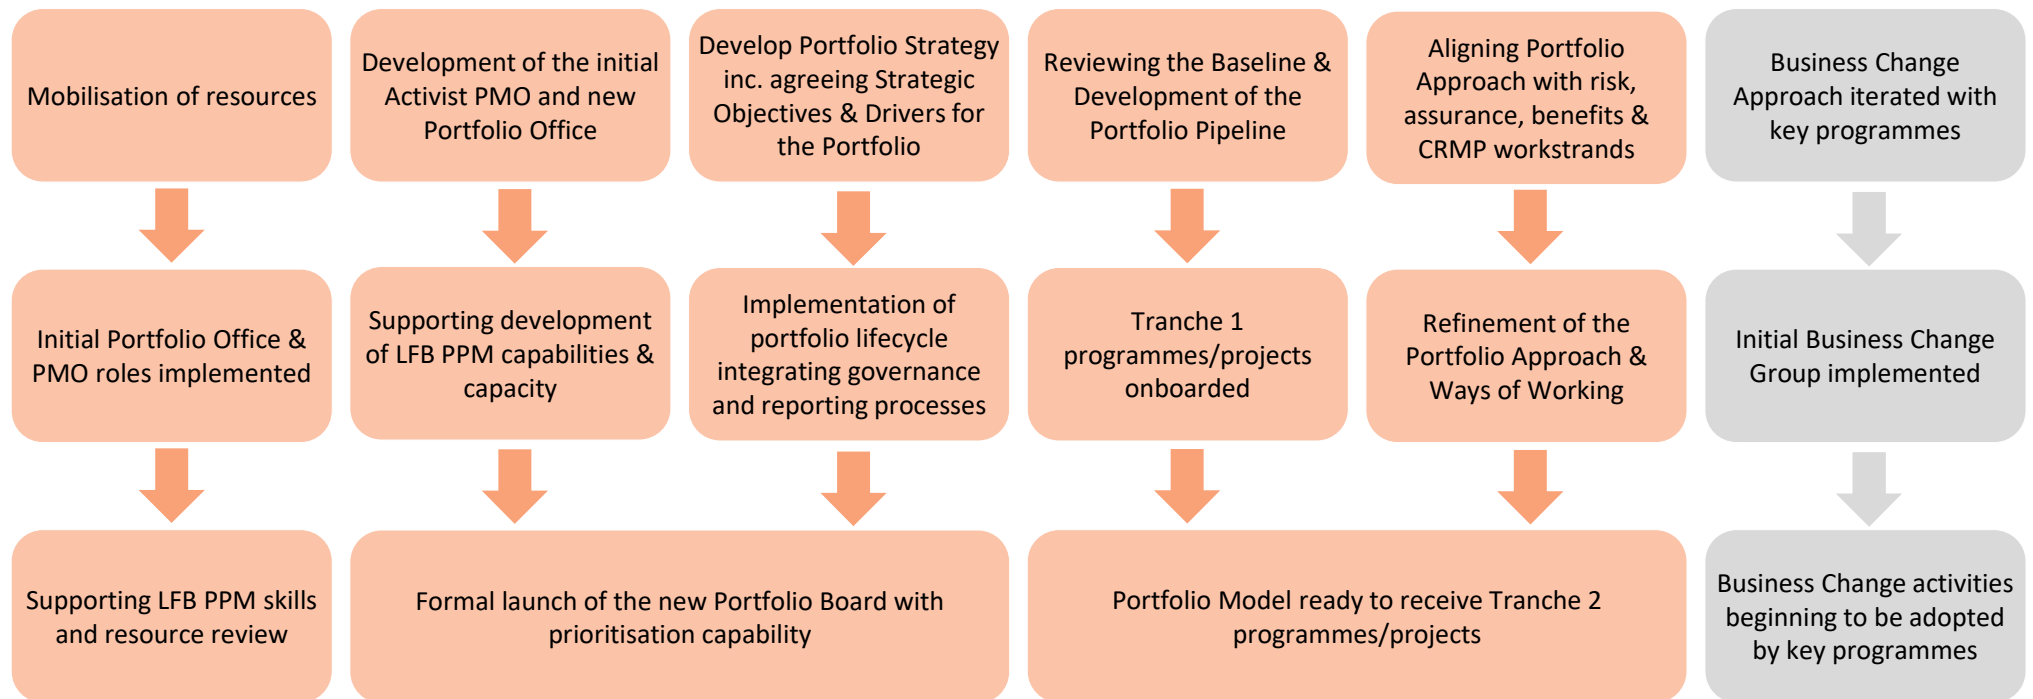 Mobilisation of resources
Development of the initial
Activist PMO and new
Portfolio Office
Develop Portfolio Strategy
inc. agreeing Strategic
Objectives & Drivers for
the Portfolio
Reviewing the Baseline &
Development of the
Portfolio Pipeline
Aligning Portfolio
Approach with risk,
assurance, benefits &
CRMP workstrands
Business Change
Approach iterated with
key programmes
Initial Portfolio Office &
PMO roles implemented
Supporting development
of LFB PPM capabilities &
capacity
Implementation of
portfolio lifecycle
integrating governance
and reporting processes
Tranche 1
programmes/projects
onboarded
Refinement of the
Portfolio Approach &
Ways of Working
Initial Business Change
Group implemented
Supporting LFB PPM skills
and resource review
Formal launch of the new Portfolio Board with
prioritisation capability
Portfolio Model ready to receive Tranche 2
programmes/projects
Business Change activities
beginning to be adopted
by key programmes